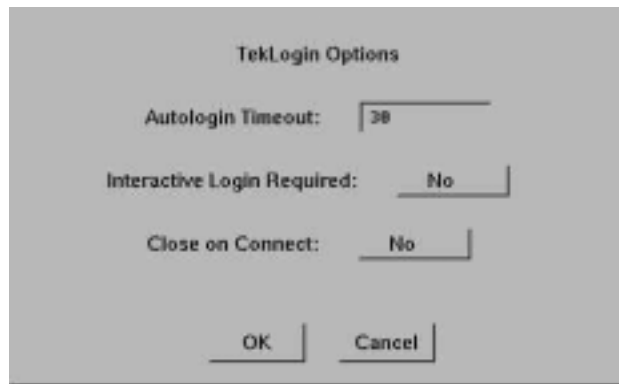 TekLogin Options
Autologin Timeout: 30
Interactive Login Required: No
Close on Connect: No
OK Cancel